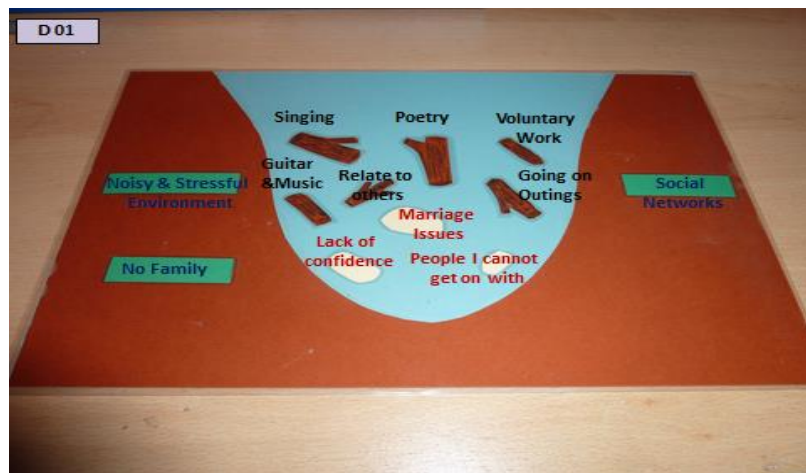 D 01
Singing
Poetry
Voluntary
Work
Guitar
&Music
Relate to
others
Going on
Outings
Noisy & Stressful
Environment
Social
Networks
Marriage
Issues
Lack of
confidence
People I cannot
get on with
No Family